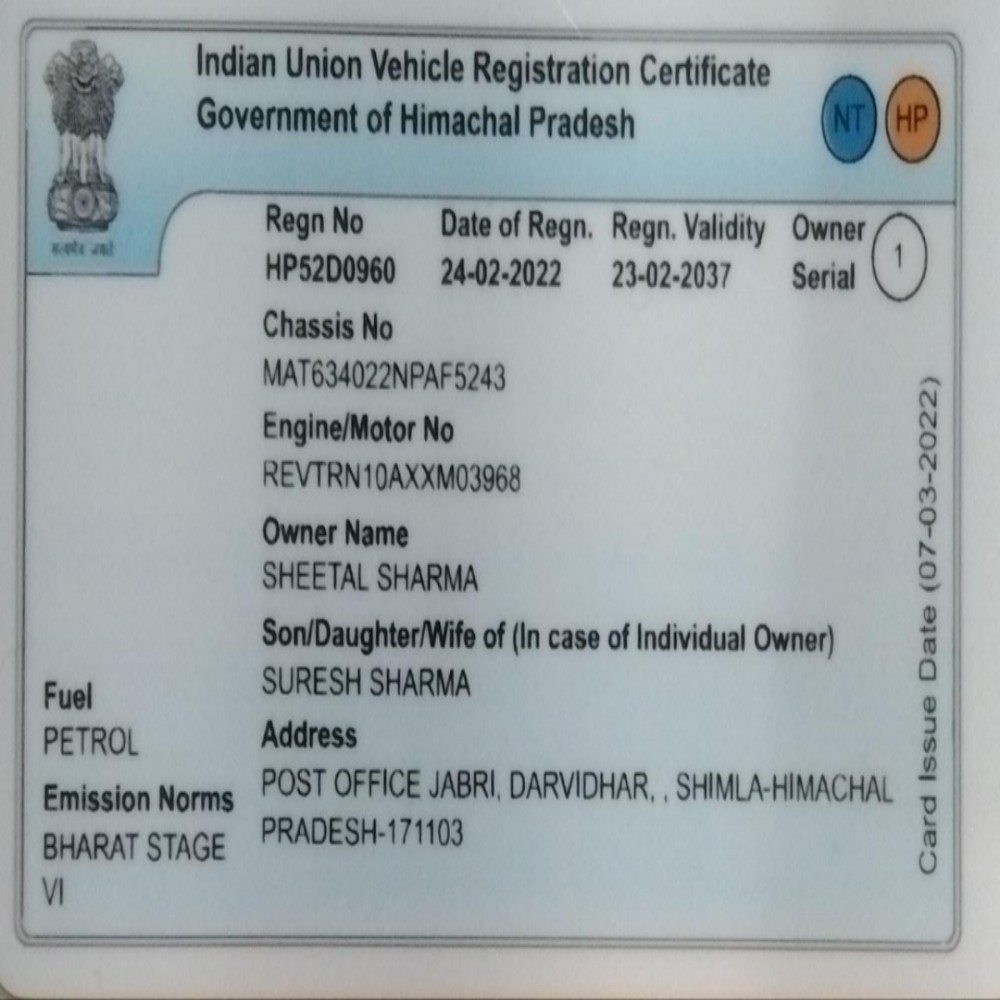 Indian Union Vehicle Registration Certificate
Government of Himachal Pradesh
NT HP
सत्यमेव जयते
Regn No Date of Regn. Regn. Validity Owner Serial 1
HP52D0960 24-02-2022 23-02-2037
Chassis No
MAT634022NPAF5243
Engine/Motor No
REVTRN10AXXM03968
Owner Name
SHEETAL SHARMA
Son/Daughter/Wife of (In case of Individual Owner)
SURESH SHARMA
Fuel
PETROL
Emission Norms
BHARAT STAGE
VI
Address
POST OFFICE JABRI, DARVIDHAR, , SHIMLA-HIMACHAL
PRADESH-171103
Card Issue Date (07-03-2022)